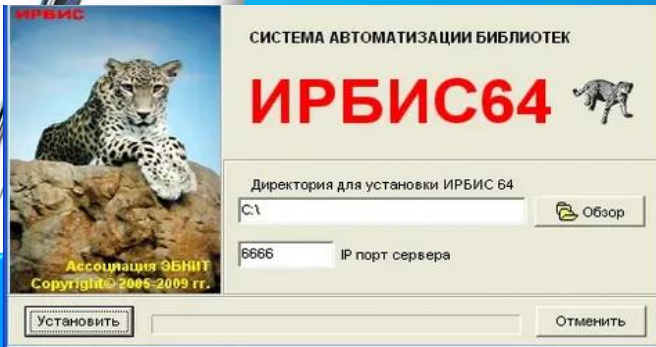 ИРБИС
СИСТЕМА АВТОМАТИЗАЦИИ БИБЛИОТЕК
ИРБИС64
Директория для установки ИРБИС 64
C:\
Обзор
6666
IP порт сервера
Ассоциация ЭБНИТ
Copyright© 2005-2009 гг.
Установить
Отменить